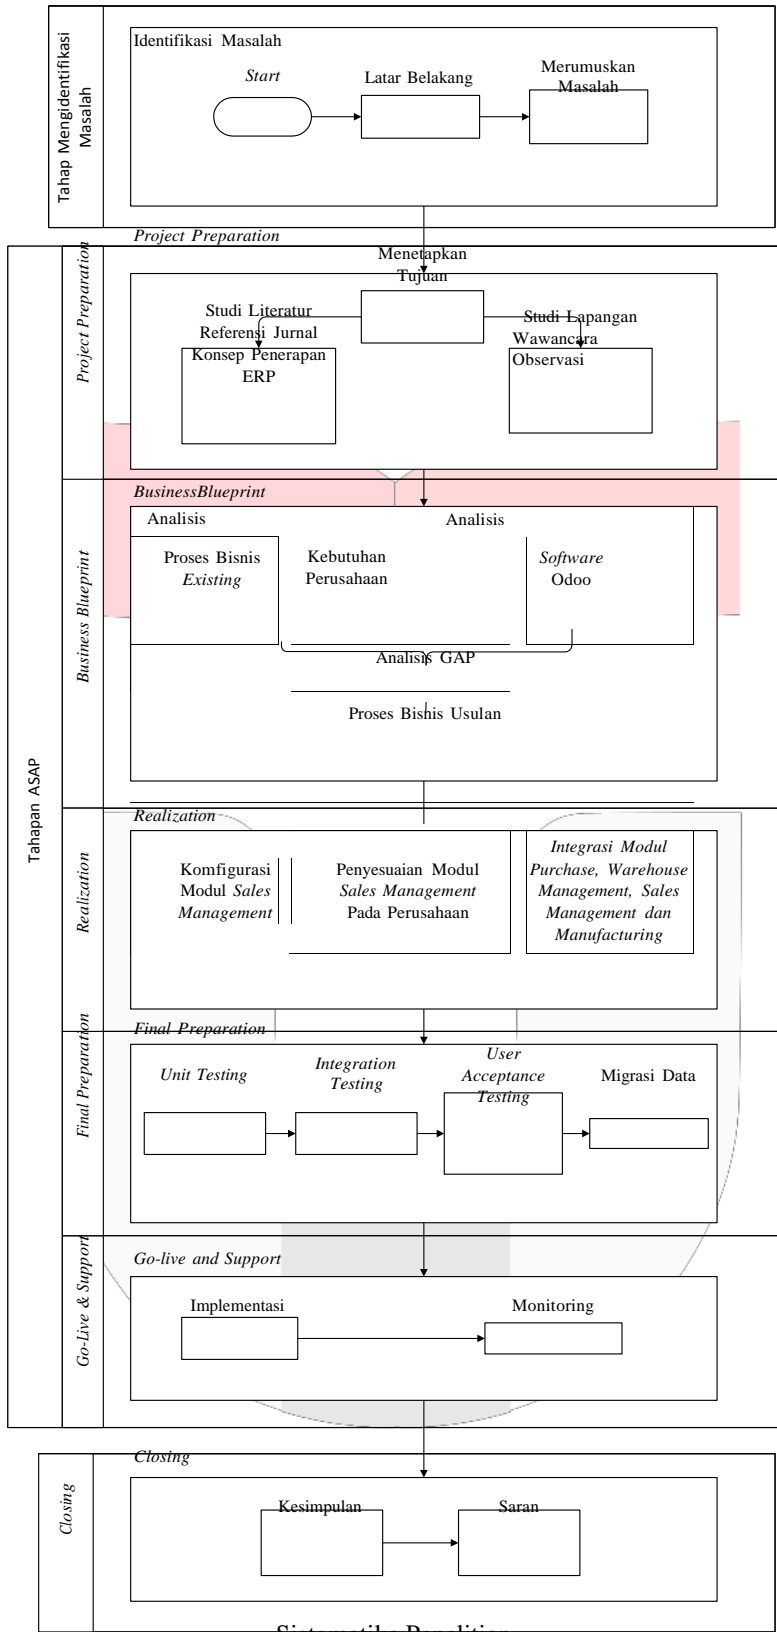 Tahap Mengidentifikasi
Masalah
Identifikasi Masalah
Start
Latar Belakang
Merumuskan
Masalah
Tahapan ASAP
Project Preparation
Project Preparation
Menetapkan
Tujuan
Studi Literatur
Referensi Jurnal
Konsep Penerapan
ERP
Studi Lapangan
Wawancara
Observasi
Business Blueprint
BusinessBlueprint
Analisis
Proses Bisnis
Existing
Kebutuhan
Perusahaan
Analisis
Software
Odoo
Analisis GAP
Proses Bisnis Usulan
Realization
Realization
Komfigurasi
Modul Sales
Management
Penyesuaian Modul
Sales Management
Pada Perusahaan
Integrasi Modul
Purchase, Warehouse
Management, Sales
Management dan
Manufacturing
Final Preparation
Final Preparation
Unit Testing
Integration
Testing
User
Acceptance
Testing
Migrasi Data
Go-Live & Support
Go-live and Support
Implementasi
Monitoring
Closing
Closing
Kesimpulan
Saran
Sistematika Penelitian